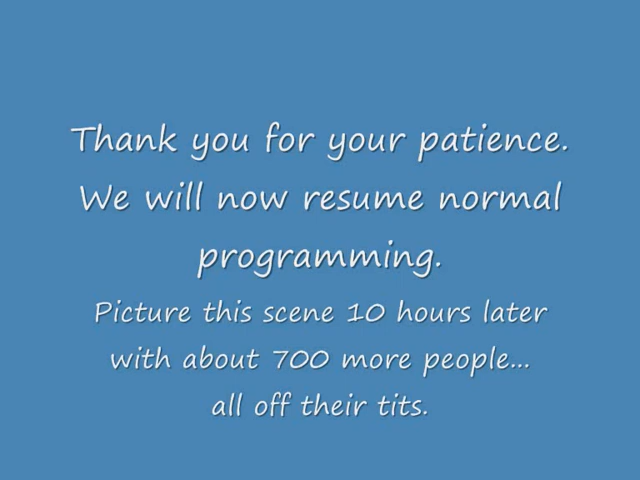 Thank you for your patience.
We will now resume normal
programming.
Picture this scene 10 hours later
with about 700 more people...
all off their tits.